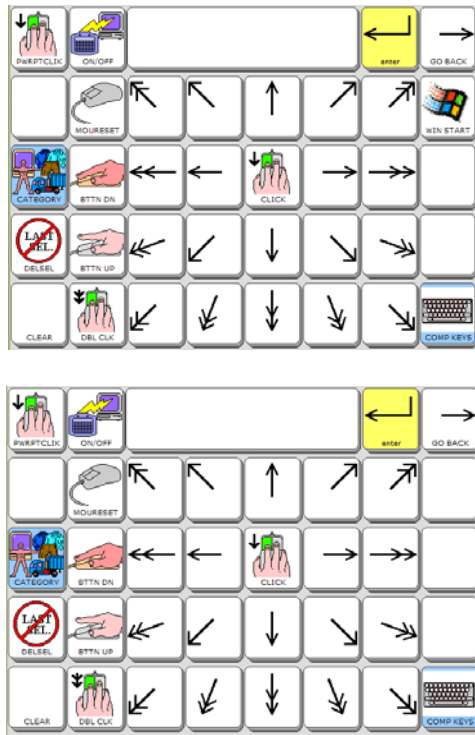 PWRPTCLIK ON/OFF enter GO BACK
MOURESET WIN START
CATEGORY BTTN DN CLICK
LAST SEL. DELSEL BTTN UP
CLEAR DBL CLK COMP KEYS
PWRPTCLIK ON/OFF enter GO BACK
MOURESET
CATEGORY BTTN DN CLICK
LAST SEL. DELSEL BTTN UP
CLEAR DBL CLK COMP KEYS